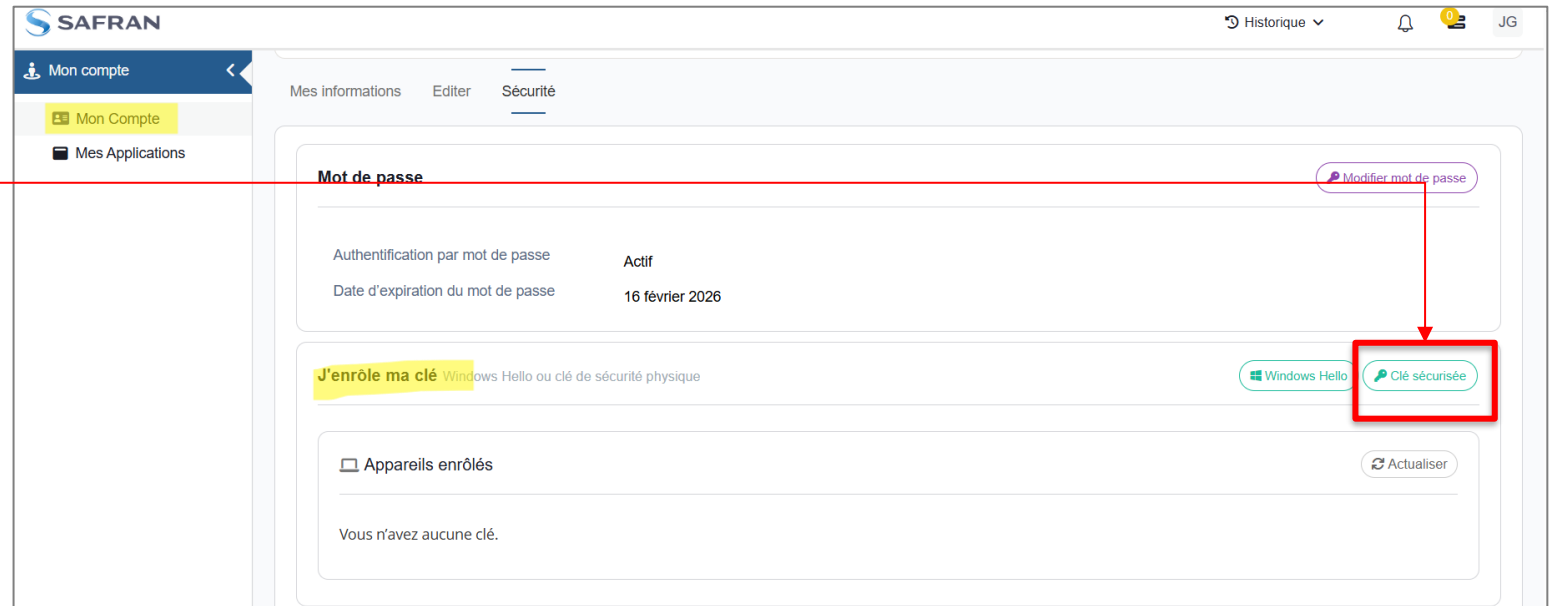 SAFRAN
Historique
0
JG
Mon compte
Mon Compte
Mes Applications
Mes informations Editer Sécurité
Mot de passe
Modifier mot de passe
Authentification par mot de passe Actif
Date d’expiration du mot de passe 16 février 2026
J'enrôle ma clé Windows Hello ou clé de sécurité physique
Windows Hello
Clé sécurisée
Appareils enrôlés
Actualiser
Vous n’avez aucune clé.